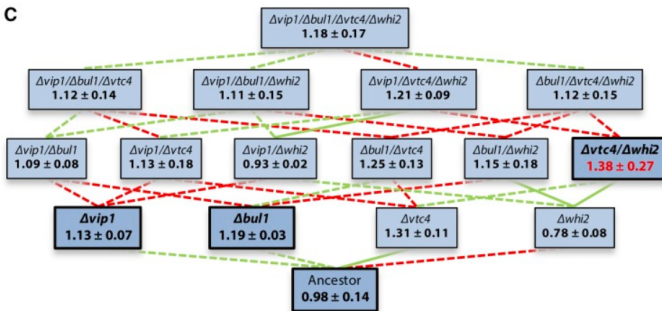 C
Δvip1/Δbul1/Δvtc4/Δwhi2
1.18 ± 0.17
Δvip1/Δbul1/Δvtc4
1.12 ± 0.14
Δvip1/Δbul1/Δwhi2
1.11 ± 0.15
Δvip1/Δvtc4/Δwhi2
1.21 ± 0.09
Δbul1/Δvtc4/Δwhi2
1.12 ± 0.15
Δvip1/Δbul1
1.09 ± 0.08
Δvip1/Δvtc4
1.13 ± 0.18
Δvip1/Δwhi2
0.93 ± 0.02
Δbul1/Δvtc4
1.25 ± 0.13
Δbul1/Δwhi2
1.15 ± 0.18
Δvtc4/Δwhi2
1.38 ± 0.27
Δvip1
1.13 ± 0.07
Δbul1
1.19 ± 0.03
Δvtc4
1.31 ± 0.11
Δwhi2
0.78 ± 0.08
Ancestor
0.98 ± 0.14